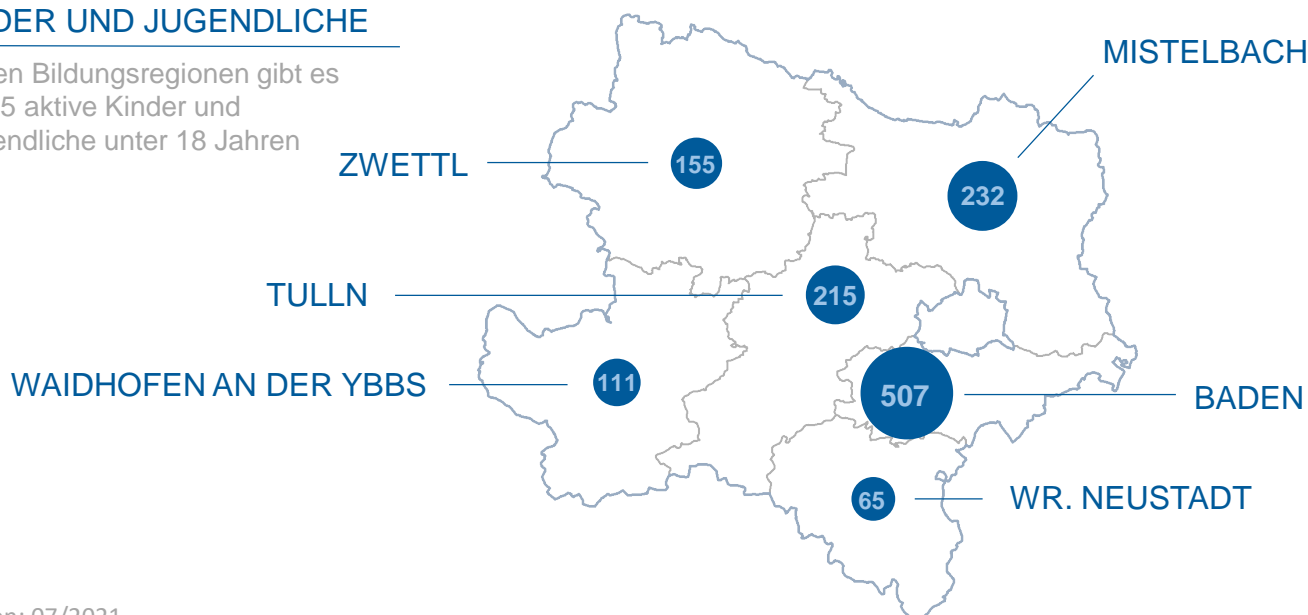 DER UND JUGENDLICHE
en Bildungsregionen gibt es
5 aktive Kinder und
endliche unter 18 Jahren
MISTELBACH
ZWETTL
155
232
TULLN
215
WAIDHOFEN AN DER YBBS
111
507
BADEN
65
WR. NEUSTADT